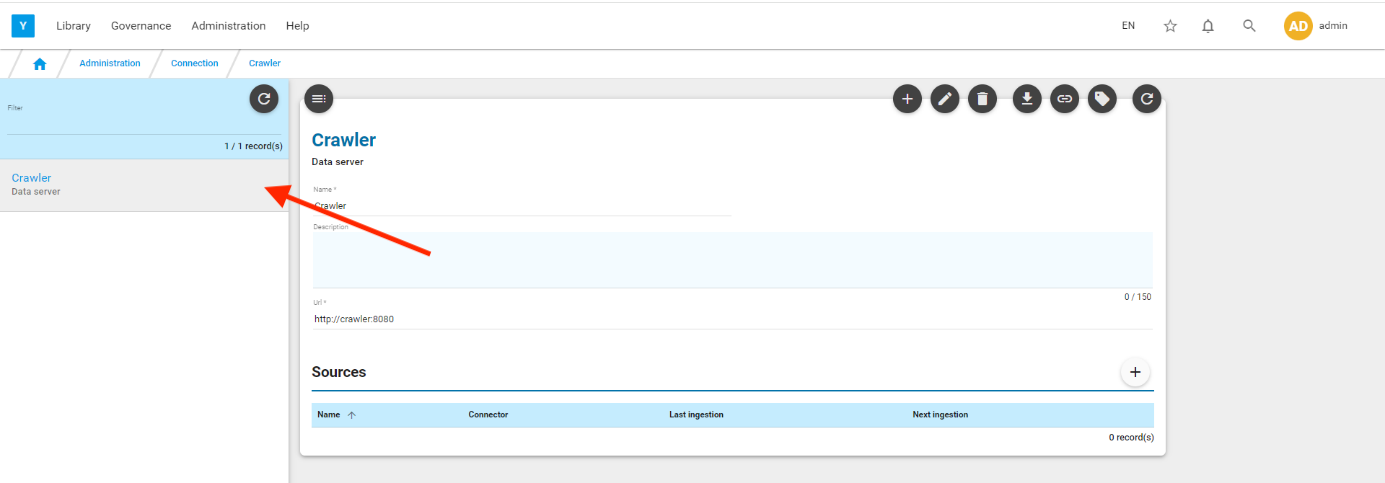 Y Library Governance Administration Help EN AD admin
Administration Connection Crawler
Filter
1 / 1 record(s)
Crawler
Data server
Crawler
Data server
Name *
Crawler
Description
0 / 150
Url *
http://crawler:8080
Sources
Name Connector Last ingestion Next ingestion
0 record(s)